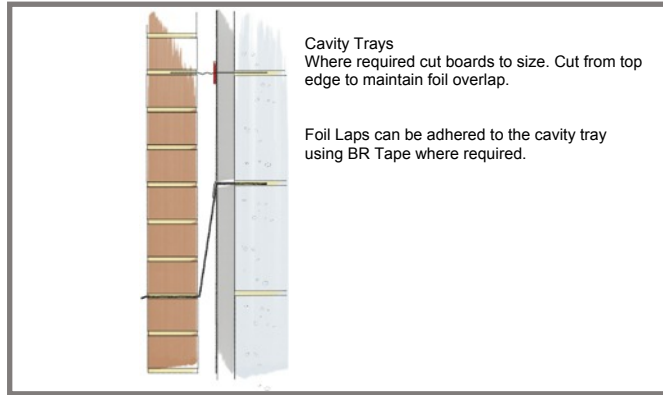 Cavity Trays
Where required cut boards to size. Cut from top
edge to maintain foil overlap.
Foil Laps can be adhered to the cavity tray
using BR Tape where required.